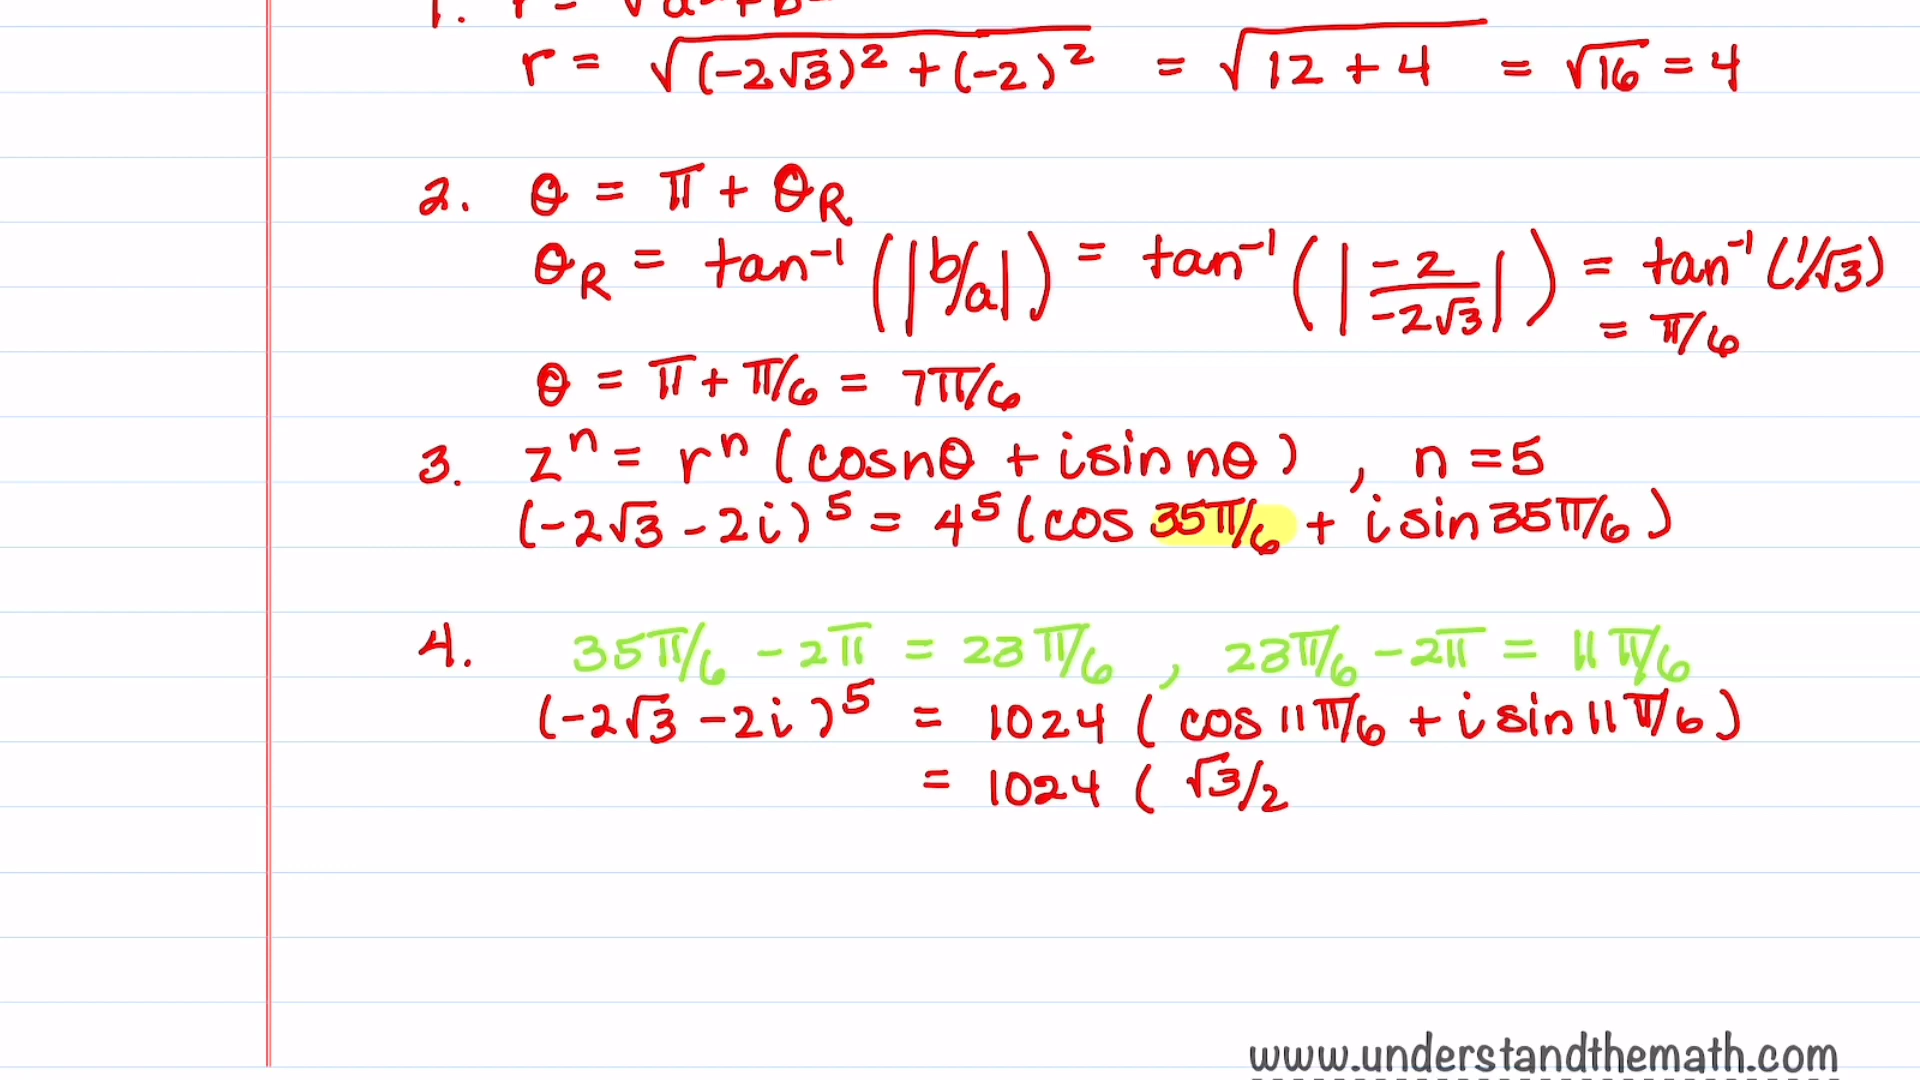 1. r = √a²+b²
r = √(-2√3)² + (-2)² = √12 + 4 = √16 = 4
2. θ = π + θR
θR = tan⁻¹ (|b/a|) = tan⁻¹ (|-2/-2√3|) = tan⁻¹ (1/√3)
= π/6
θ = π + π/6 = 7π/6
3. zⁿ = rⁿ (cos nθ + i sin nθ) , n = 5
(-2√3 - 2i)⁵ = 4⁵ (cos 35π/6 + i sin 35π/6)
4. 35π/6 - 2π = 23π/6 , 23π/6 - 2π = 11π/6
(-2√3 - 2i)⁵ = 1024 ( cos 11π/6 + i sin 11π/6 )
= 1024 ( √3/2
www.understandthemath.com